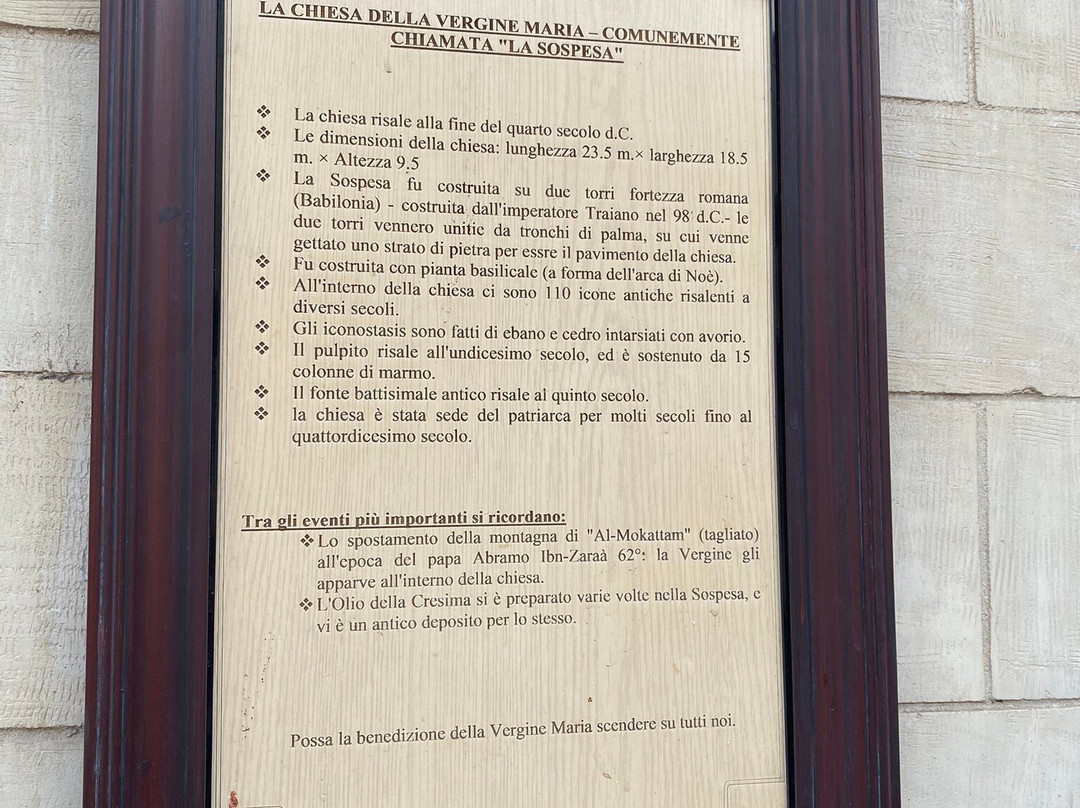 LA CHIESA DELLA VERGINE MARIA – COMUNEMENTE
CHIAMATA "LA SOSPESA"
❖ La chiesa risale alla fine del quarto secolo d.C.
❖ Le dimensioni della chiesa: lunghezza 23.5 m.× larghezza 18.5
m. × Altezza 9.5
❖ La Sospesa fu costruita su due torri fortezza romana
(Babilonia) - costruita dall'imperatore Traiano nel 98 d.C.- le
due torri vennero unitie da tronchi di palma, su cui venne
gettato uno strato di pietra per essre il pavimento della chiesa.
❖ Fu costruita con pianta basilicale (a forma dell'arca di Noè).
❖ All'interno della chiesa ci sono 110 icone antiche risalenti a
diversi secoli.
❖ Gli iconostasis sono fatti di ebano e cedro intarsiati con avorio.
❖ Il pulpito risale all'undicesimo secolo, ed è sostenuto da 15
colonne di marmo.
❖ Il fonte battisimale antico risale al quinto secolo.
❖ la chiesa è stata sede del patriarca per molti secoli fino al
quattordicesimo secolo.
Tra gli eventi più importanti si ricordano:
❖ Lo spostamento della montagna di "Al-Mokattam" (tagliato)
all'epoca del papa Abramo Ibn-Zaraà 62°: la Vergine gli
apparve all'interno della chiesa.
❖ L'Olio della Cresima si è preparato varie volte nella Sospesa, e
vi è un antico deposito per lo stesso.
Possa la benedizione della Vergine Maria scendere su tutti noi.